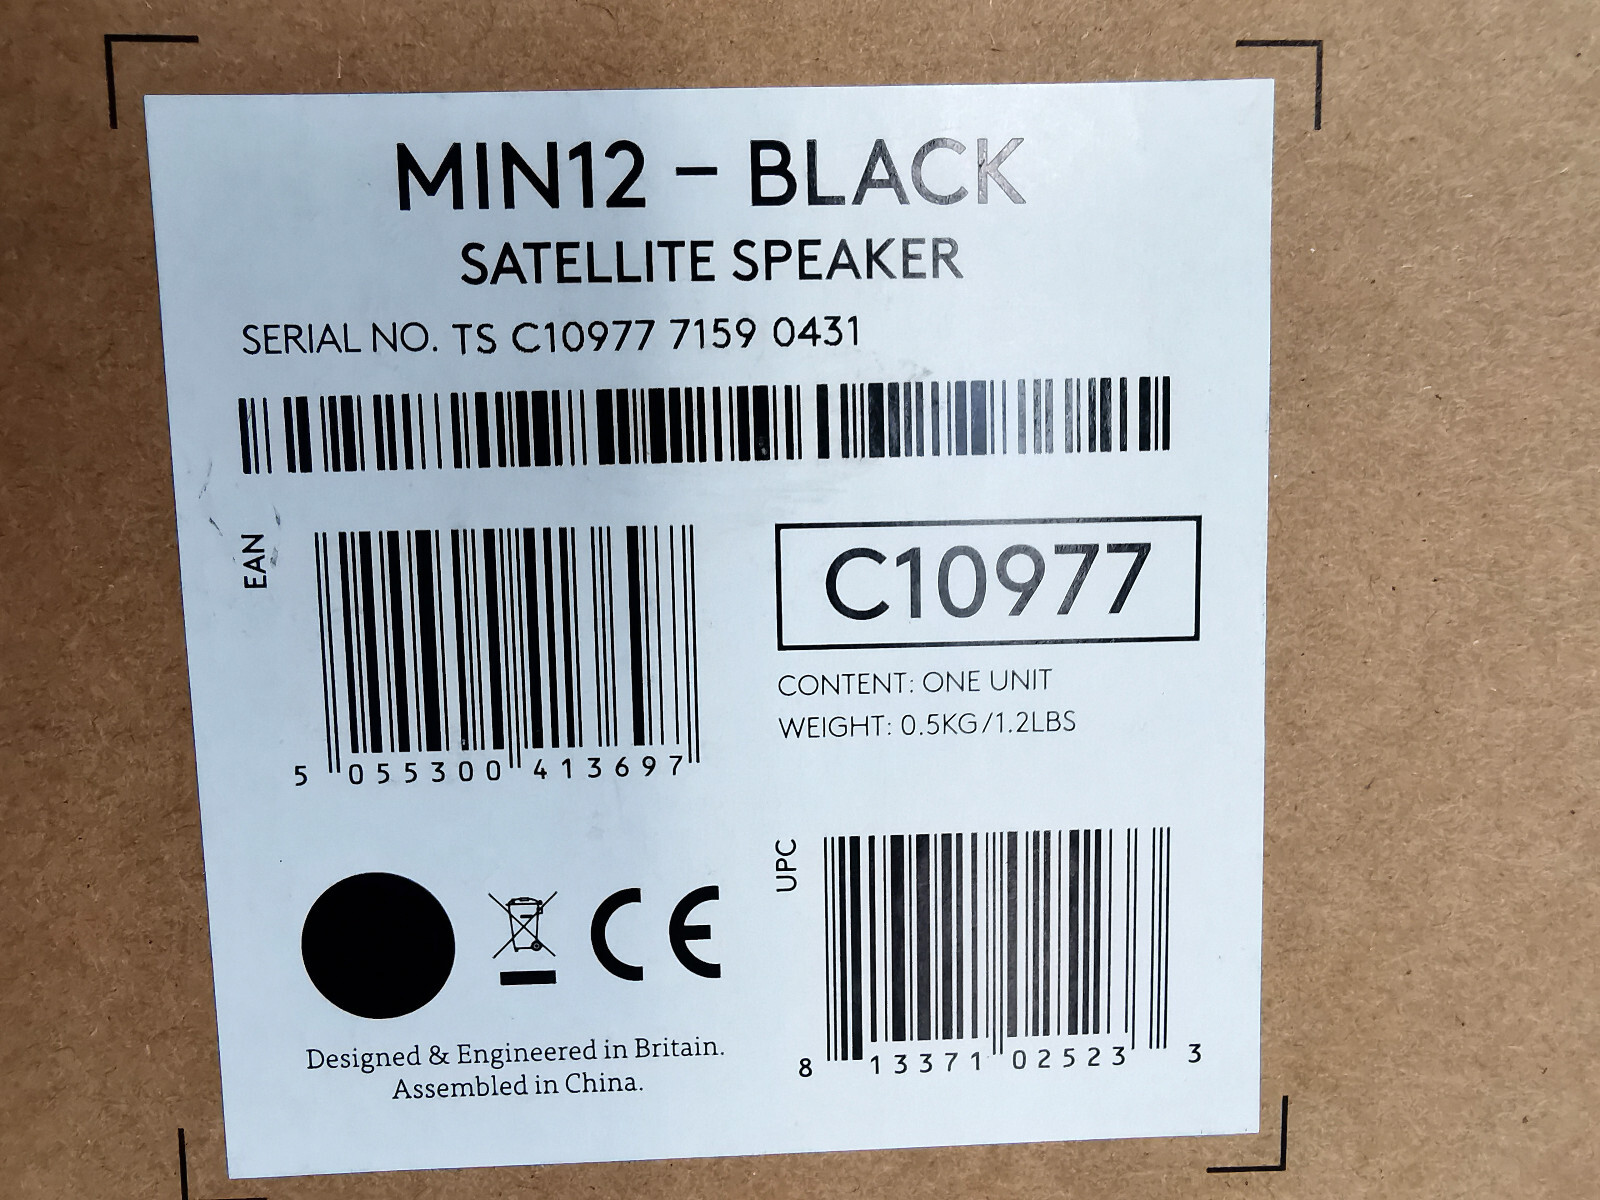 MIN12 – BLACK
SATELLITE SPEAKER
SERIAL NO. TS C10977 7159 0431
EAN
5 055300 413697
C10977
CONTENT: ONE UNIT
WEIGHT: 0.5KG/1.2LBS
UPC
8 13371 02523 3
CE
Designed & Engineered in Britain.
Assembled in China.